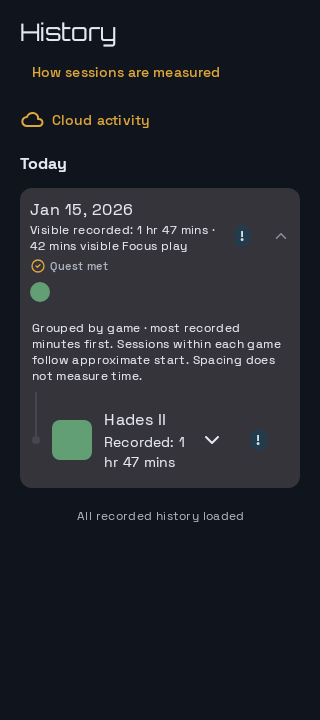 History
How sessions are measured
Cloud activity
Today
Jan 15, 2026
Visible recorded: 1 hr 47 mins ·
42 mins visible Focus play
!
Quest met
Grouped by game · most recorded
minutes first. Sessions within each game
follow approximate start. Spacing does
not measure time.
Hades II
Recorded: 1
hr 47 mins
!
All recorded history loaded